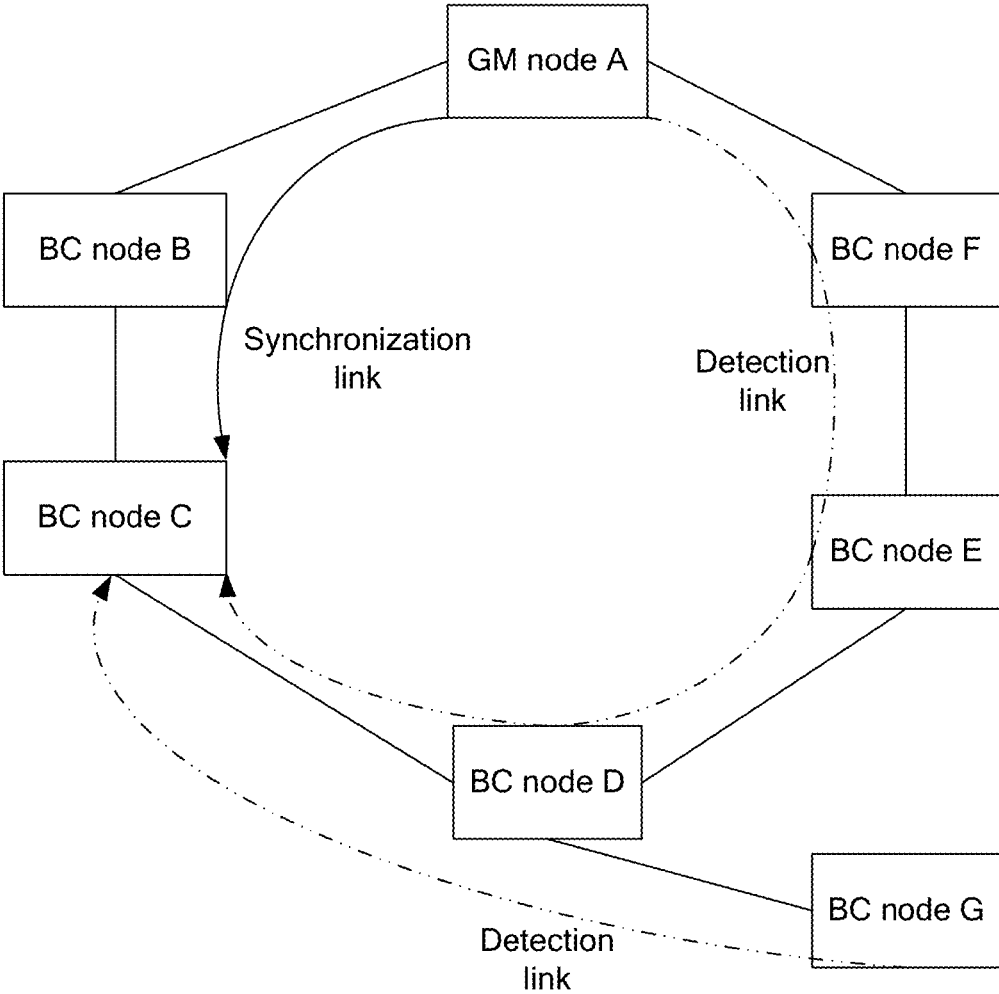 GM node A
BC node B
BC node F
Synchronization
link
Detection
link
BC node C
BC node E
BC node D
BC node G
Detection
link